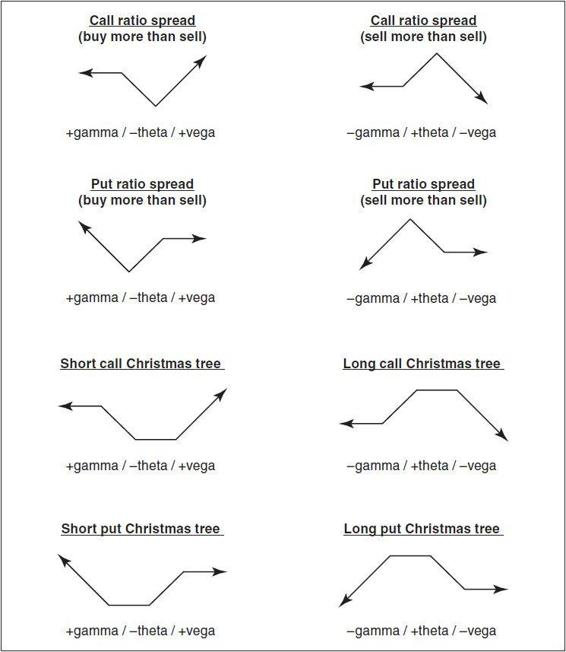 Call ratio spread
(buy more than sell)
+gamma / –theta / +vega
Call ratio spread
(sell more than sell)
–gamma / +theta / –vega
Put ratio spread
(buy more than sell)
+gamma / –theta / +vega
Put ratio spread
(sell more than sell)
–gamma / +theta / –vega
Short call Christmas tree
+gamma / –theta / +vega
Long call Christmas tree
–gamma / +theta / –vega
Short put Christmas tree
+gamma / –theta / +vega
Long put Christmas tree
–gamma / +theta / –vega